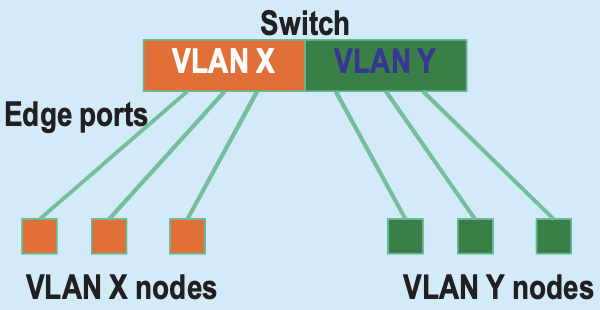 Switch
VLAN X VLAN Y
Edge ports
VLAN X nodes VLAN Y nodes